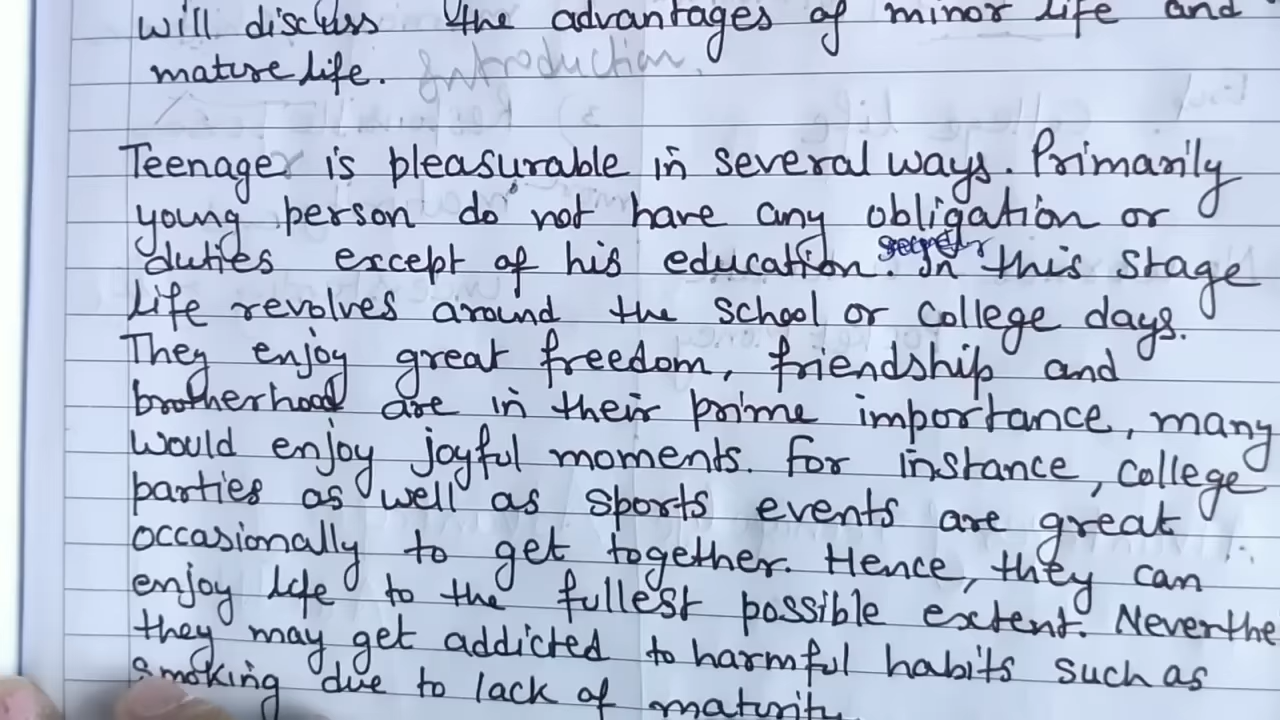 will discuss the advantages of minor life and
mature life. Introduction.
Teenage is pleasurable in several ways. Primarily
young person do not have any obligation or
duties except of his education. In this stage
life revolves around the school or college days.
They enjoy great freedom, friendship and
brotherhood are in their prime importance, many
would enjoy joyful moments. For instance, college
parties as well as sports events are great
occasionally to get together. Hence, they can
enjoy life to the fullest possible extent. Neverthe
they may get addicted to harmful habits such as
smoking due to lack of maturity